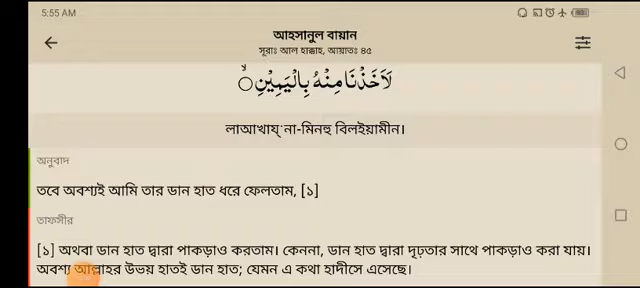 5:55 AM
আহসানুল বায়ান
সূরাঃ আল হাক্কাহ, আয়াতঃ ৪৫
لَاَخَذْنَا مِنْهُ بِالْيَمِيْنِۙ
লাআখায্·না-মিনহু বিলইয়ামীন।
অনুবাদ
তবে অবশ্যই আমি তার ডান হাত ধরে ফেলতাম, [১]
তাফসীর
[১] অথবা ডান হাত দ্বারা পাকড়াও করতাম। কেননা, ডান হাত দ্বারা দৃঢ়তার সাথে পাকড়াও করা যায়।
অবশ্য আল্লাহর উভয় হাতই ডান হাত; যেমন এ কথা হাদীসে এসেছে।